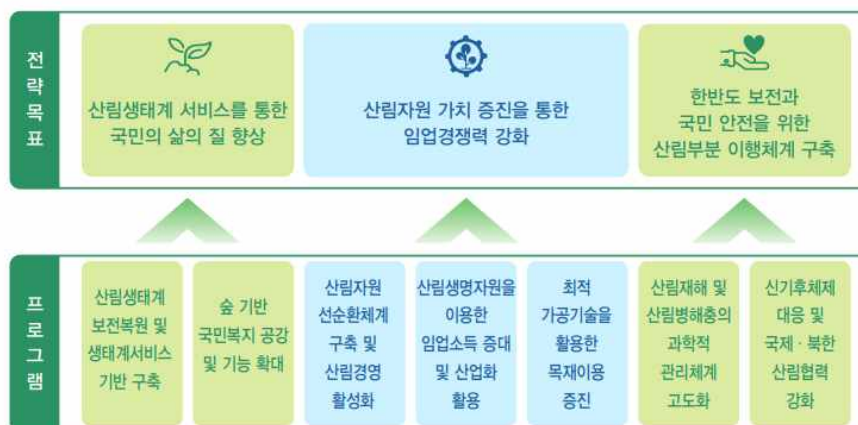 전략목표
산림생태계 서비스를 통한
국민의 삶의 질 향상
산림자원 가치 증진을 통한
임업경쟁력 강화
한반도 보전과
국민 안전을 위한
산림부분 이행체계 구축
프로그램
산림생태계
보전복원 및
생태계서비스
기반 구축
숲 기반
국민복지 공강
및 기능 확대
산림자원
선순환체계
구축 및
산림경영
활성화
산림생명자원을
이용한
임업소득 증대
및 산업화
활용
최적
가공기술을
활용한
목재이용
증진
산림재해 및
산림병해충의
과학적
관리체계
고도화
신기후체제
대응 및
국제·북한
산림협력
강화